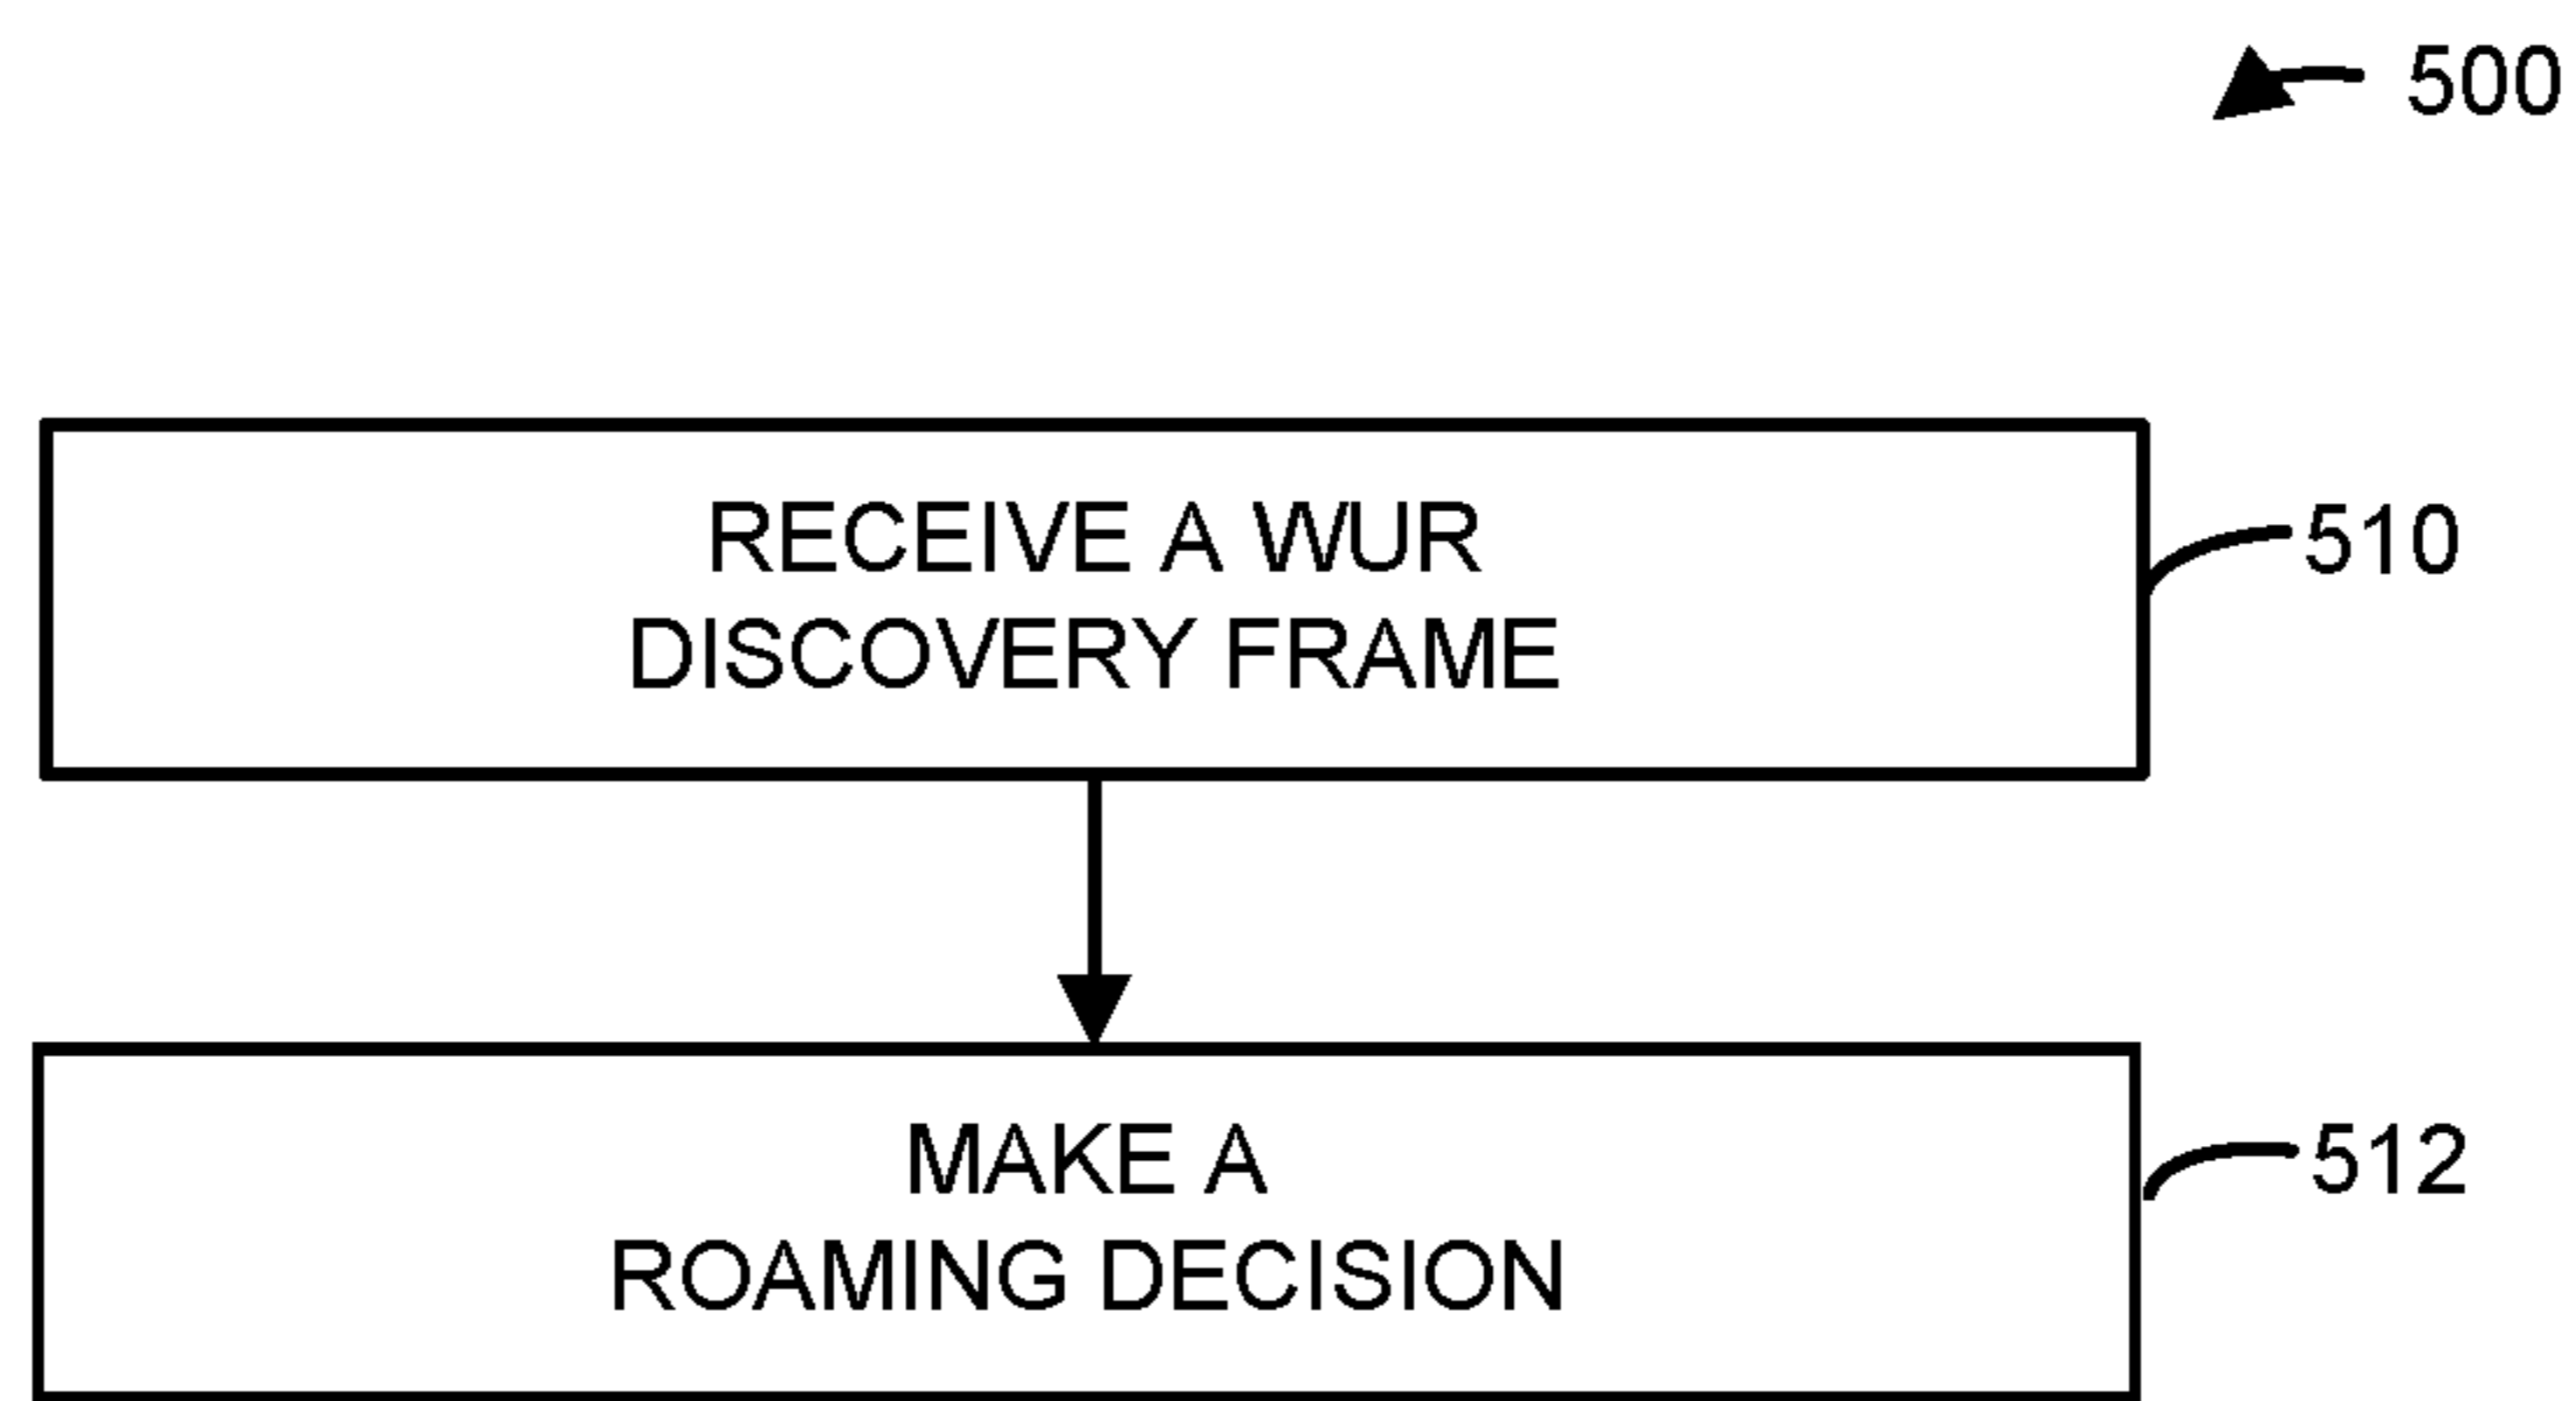 500
RECEIVE A WUR
DISCOVERY FRAME
510
MAKE A
ROAMING DECISION
512